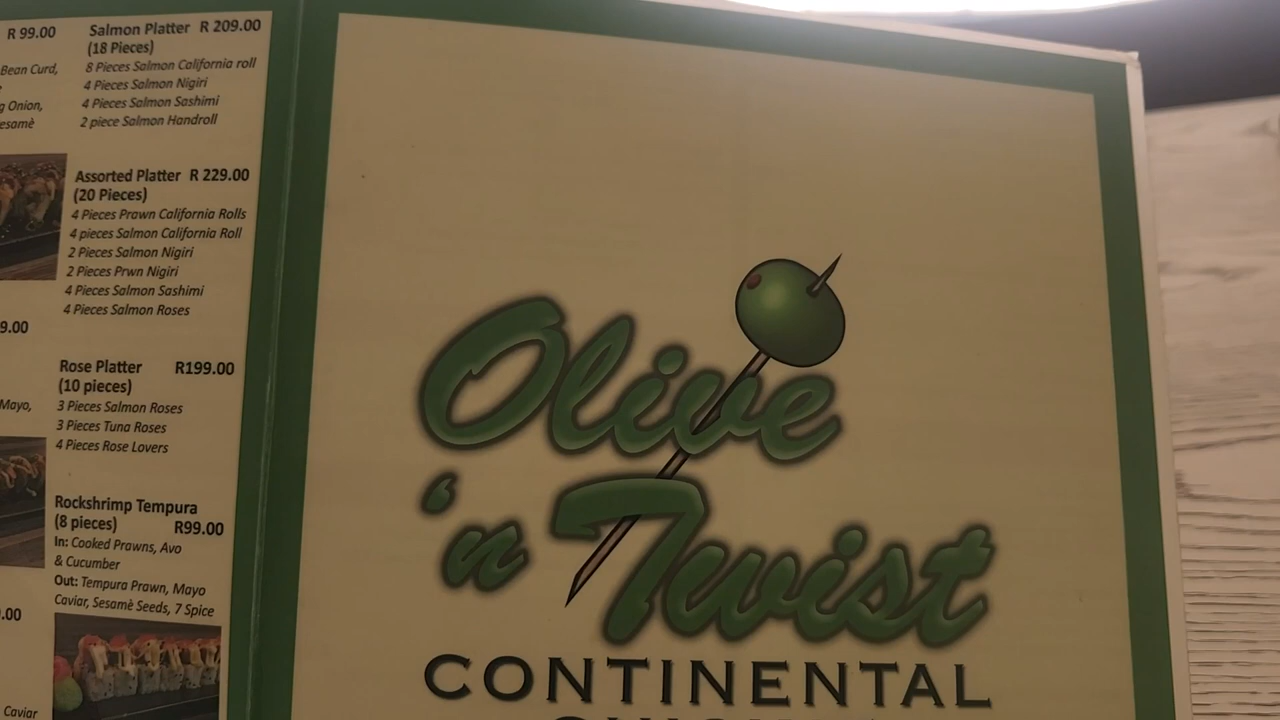 R 99.00
Bean Curd,
g Onion,
esamè
9.00
Mayo,
.00
Caviar
Salmon Platter R 209.00
(18 Pieces)
8 Pieces Salmon California roll
4 Pieces Salmon Nigiri
4 Pieces Salmon Sashimi
2 piece Salmon Handroll
Assorted Platter R 229.00
(20 Pieces)
4 Pieces Prawn California Rolls
4 pieces Salmon California Roll
2 Pieces Salmon Nigiri
2 Pieces Prwn Nigiri
4 Pieces Salmon Sashimi
4 Pieces Salmon Roses
Rose Platter R199.00
(10 pieces)
3 Pieces Salmon Roses
3 Pieces Tuna Roses
4 Pieces Rose Lovers
Rockshrimp Tempura
(8 pieces) R99.00
In: Cooked Prawns, Avo
& Cucumber
Out: Tempura Prawn, Mayo
Caviar, Sesamè Seeds, 7 Spice
Olive
'n Twist
CONTINENTAL